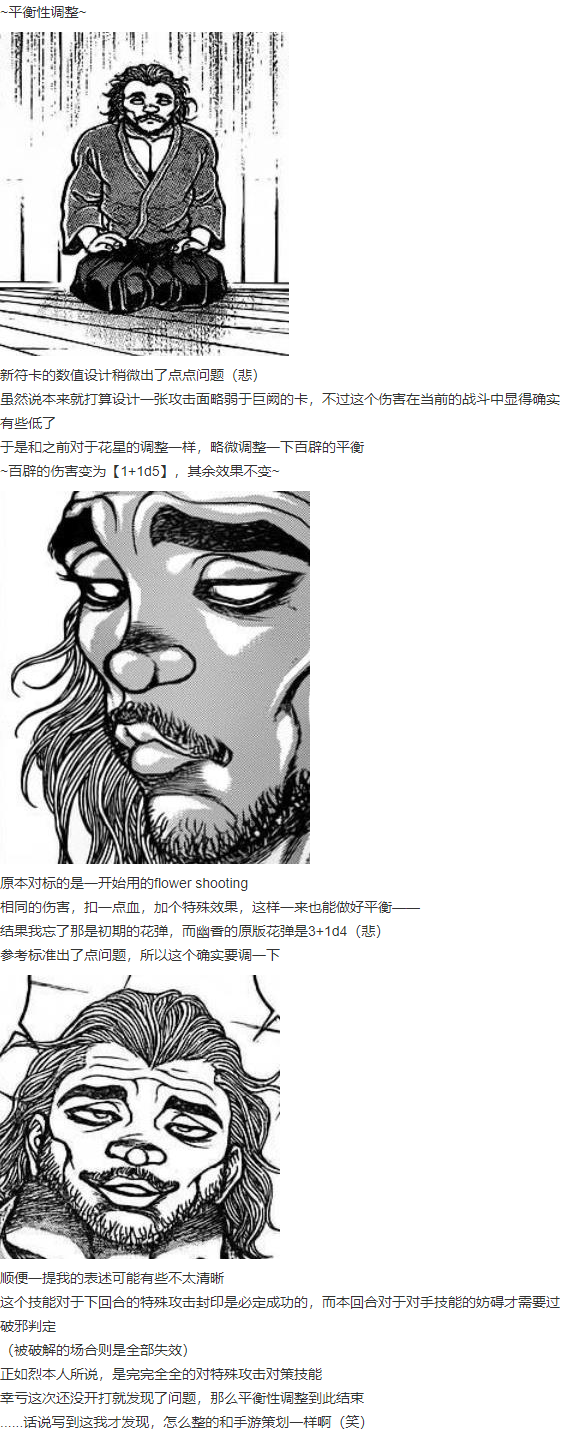 ~平衡性调整~
新符卡的数值设计稍微出了点点问题（悲）
虽然说本来就打算设计一张攻击面略弱于巨阙的卡，不过这个伤害在当前的战斗中显得确实
有些低了
于是和之前对于花星的调整一样，略微调整一下百辟的平衡
~百辟的伤害变为【1+1d5】，其余效果不变~
原本对标的是一开始用的flower shooting
相同的伤害，扣一点血，加个特殊效果，这样一来也能做好平衡——
结果我忘了那是初期的花弹，而幽香的原版花弹是3+1d4（悲）
参考标准出了点问题，所以这个确实要调一下
顺便一提我的表述可能有些不太清晰
这个技能对于下回合的特殊攻击封印是必定成功的，而本回合对于对手技能的妨碍才需要过
破邪判定
（被破解的场合则是全部失效）
正如烈本人所说，是完完全全的对特殊攻击对策技能
幸亏这次还没开打就发现了问题，那么平衡性调整到此结束
......话说写到这我才发现，怎么整的和手游策划一样啊（笑）